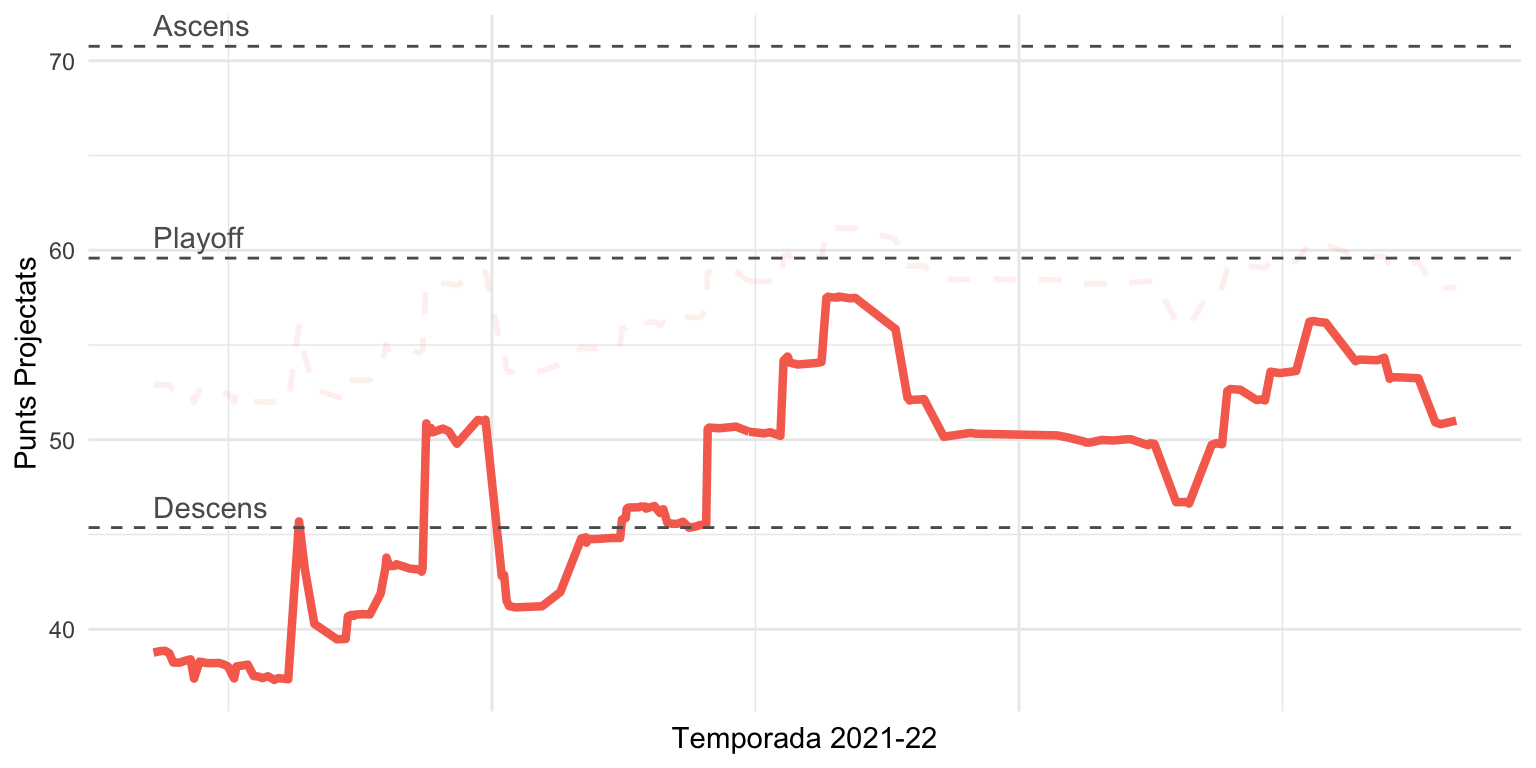 Ascens
70
Playoff
60
50
Descens
40
Punts Projectats
Temporada 2021-22